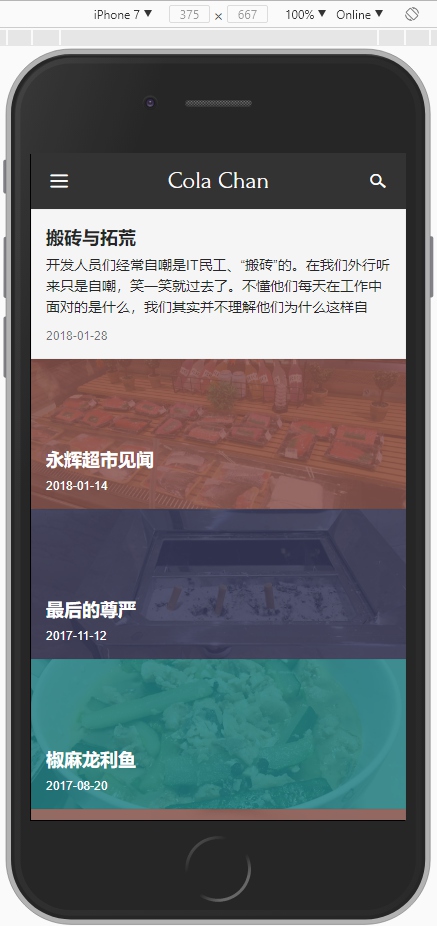 iPhone 7 ▼ 375 × 667 100% ▼ Online ▼
Cola Chan
搬砖与拓荒
开发人员们经常自嘲是IT民工、“搬砖”的。在我们外行听
来只是自嘲，笑一笑就过去了。不懂他们每天在工作中
面对的是什么，我们其实并不理解他们为什么这样自
2018-01-28
永辉超市见闻
2018-01-14
最后的尊严
2017-11-12
椒麻龙利鱼
2017-08-20